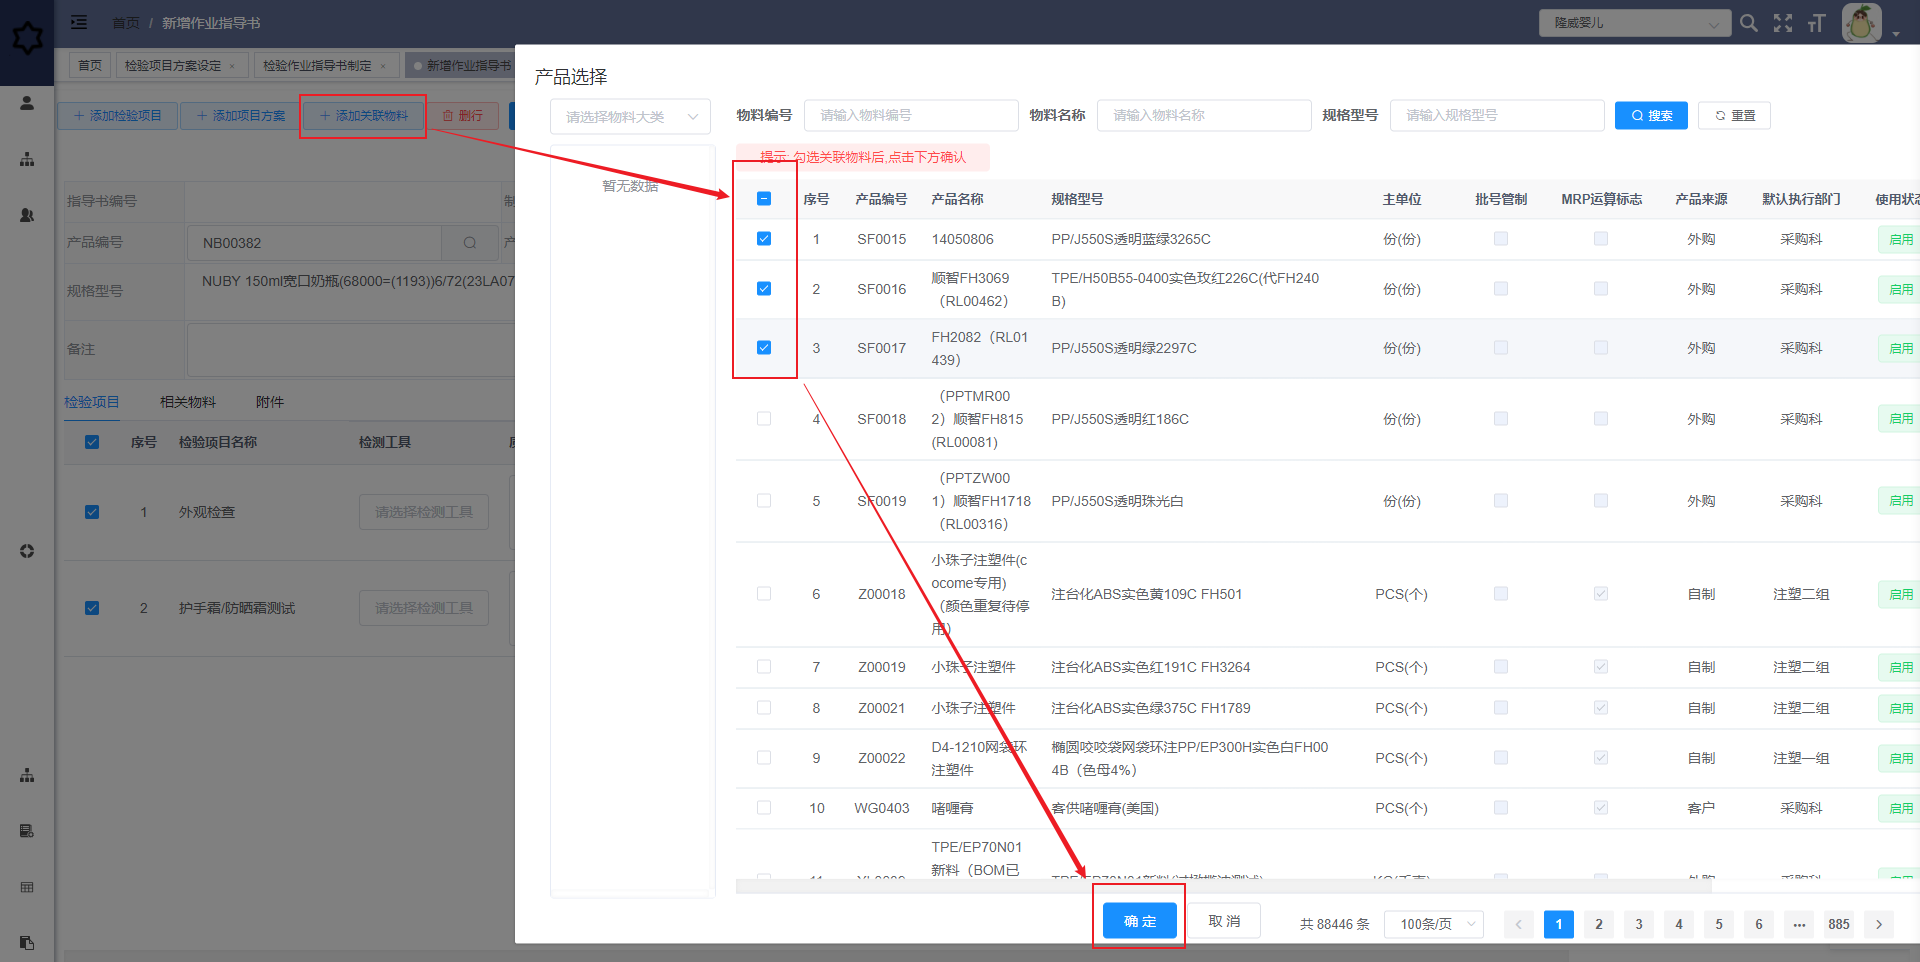 首页 / 新增作业指导书
隆威婴儿
首页
检验项目方案设定 ×
检验作业指导书制定 ×
新增作业指导书
+ 添加检验项目
+ 添加项目方案
+ 添加关联物料
删行
指导书编号
制
产品编号
NB00382
产
规格型号
NUBY 150ml宽口奶瓶(68000=(1193))6/72(23LA07
备注
检验项目
相关物料
附件
序号 检验项目名称 检测工具
1 外观检查 请选择检测工具
2 护手霜/防晒霜测试 请选择检测工具
产品选择
请选择物料大类
暂无数据
物料编号 请输入物料编号 物料名称 请输入物料名称 规格型号 请输入规格型号 搜索 重置
提示: 勾选关联物料后,点击下方确认
序号 产品编号 产品名称 规格型号 主单位 批号管制 MRP运算标志 产品来源 默认执行部门 使用状态
1 SF0015 14050806 PP/J550S透明蓝绿3265C 份(份) 外购 采购科 启用
2 SF0016 顺智FH3069
（RL00462） TPE/H50B55-0400实色玫红226C(代FH240
B) 份(份) 外购 采购科 启用
3 SF0017 FH2082（RL01
439） PP/J550S透明绿2297C 份(份) 外购 采购科 启用
4 SF0018 （PPTMR00
2）顺智FH815
(RL00081) PP/J550S透明红186C 份(份) 外购 采购科 启用
5 SF0019 （PPTZW00
1）顺智FH1718
（RL00316） PP/J550S透明珠光白 份(份) 外购 采购科 启用
6 Z00018 小珠子注塑件(c
ocome专用)
（颜色重复待停
用） 注台化ABS实色黄109C FH501 PCS(个) 自制 注塑二组 启用
7 Z00019 小珠子注塑件 注台化ABS实色红191C FH3264 PCS(个) 自制 注塑二组 启用
8 Z00021 小珠子注塑件 注台化ABS实色绿375C FH1789 PCS(个) 自制 注塑二组 启用
9 Z00022 D4-1210网袋环
注塑件 椭圆咬咬袋网袋环注PP/EP300H实色白FH00
4B（色母4%） PCS(个) 自制 注塑一组 启用
10 WG0403 啫喱膏 客供啫喱膏(美国) PCS(个) 客户 采购科 启用
TPE/EP70N01
新料（BOM已
确 定
取 消
共 88446 条
100条/页
< 1 2 3 4 5 6 ... 885 >